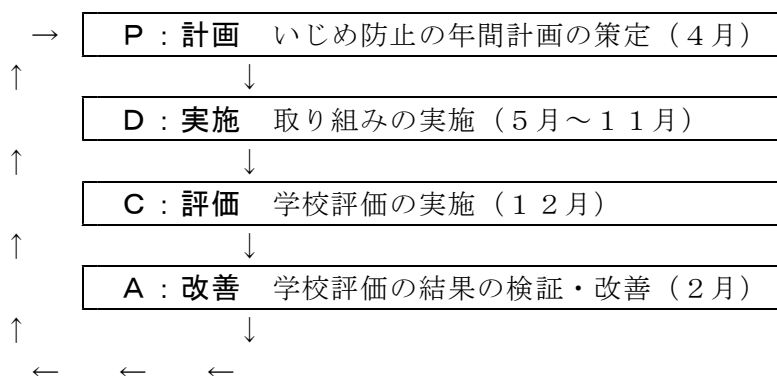 → P:計画 いじめ防止の年間計画の策定(4月)
↑ ↓
D:実施 取り組みの実施(5月~11月)
↑ ↓
C:評価 学校評価の実施(12月)
↑ ↓
A:改善 学校評価の結果の検証・改善(2月)
↑ ↓
← ← ←